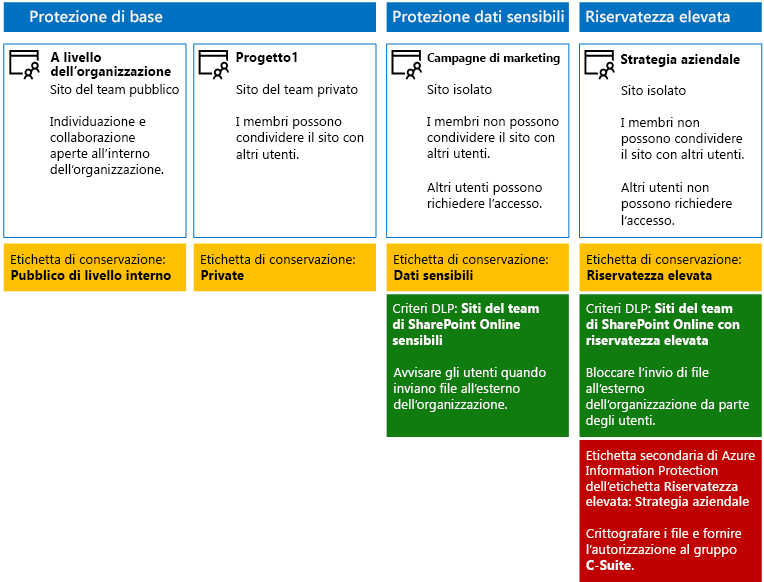 Protezione di base
Protezione dati sensibili
Riservatezza elevata
A livello
dell'organizzazione
Sito del team pubblico
Individuazione e
collaborazione
aperte all'interno
dell'organizzazione.
Progetto1
Sito del team privato
I membri possono
condividere il sito con
altri utenti.
Campagne di marketing
Sito isolato
I membri non possono
condividere il sito con
altri utenti.
Altri utenti possono
richiedere l'accesso.
Strategia aziendale
Sito isolato
I membri non
possono condividere
il sito con altri utenti.
Altri utenti non
possono richiedere
l'accesso.
Etichetta di conservazione:
Pubblico di livello interno
Etichetta di conservazione:
Private
Etichetta di conservazione:
Dati sensibili
Etichetta di conservazione:
Riservatezza elevata
Criteri DLP: Siti del team
di SharePoint Online
sensibili
Avvisare gli utenti quando
inviano file all'esterno
dell'organizzazione.
Criteri DLP: Siti del team
di SharePoint Online con
riservatezza elevata
Bloccare l'invio di file
all'esterno
dell'organizzazione da parte
degli utenti.
Etichetta secondaria di Azure
Information Protection
dell'etichetta Riservatezza
elevata: Strategia aziendale
Crittografare i file e fornire
l'autorizzazione al gruppo
C-Suite.